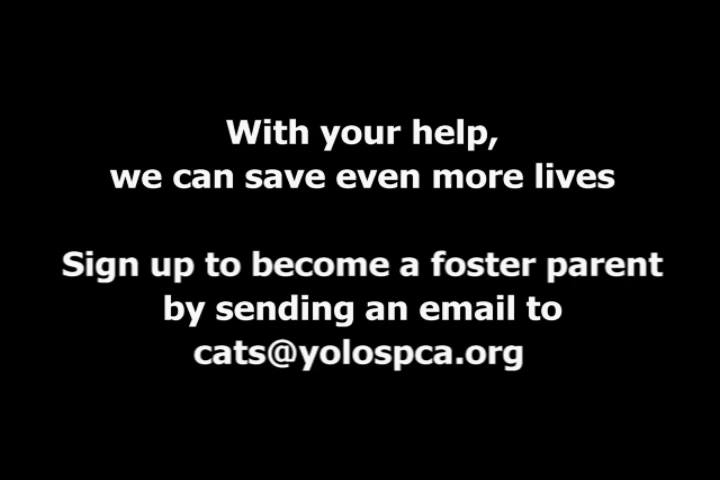 With your help,
we can save even more lives
Sign up to become a foster parent
by sending an email to
cats@yolospca.org